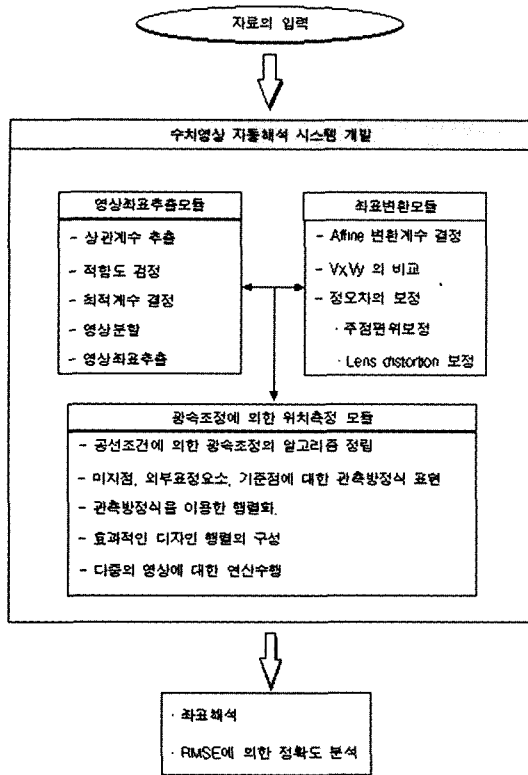 자료의 입력
수치영상 자동해석 시스템 개발
영상좌표추출모듈
- 상관계수 추출
- 적합도 검정
- 최적계수 결정
- 영상분할
- 영상좌표추출
좌표변환모듈
- Affine 변환계수 결정
- Vx,Vy 의 비교
- 정오차의 보정
· 주점편위보정
· Lens distortion 보정
광속조정에 의한 위치측정 모듈
- 공선조건에 의한 광속조정의 알고리즘 정립
- 미지점, 외부표정요소, 기준점에 대한 관측방정식 표현
- 관측방정식을 이용한 행렬화.
- 효과적인 디자인 행렬의 구성
- 다중의 영상에 대한 연산수행
· 좌표해석
· RMSE에 의한 정확도 분석